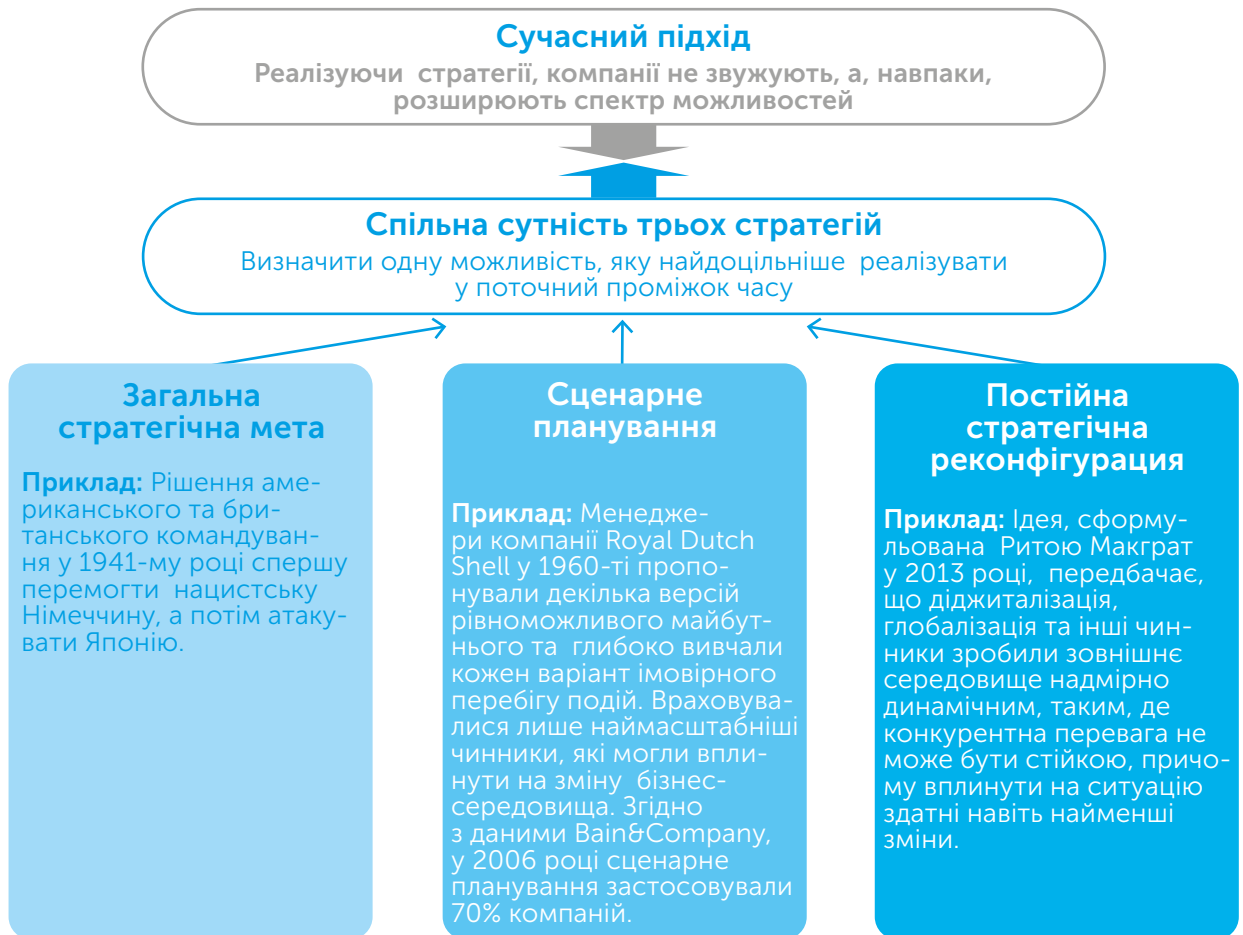 Сучасний підхід
Реалізуючи стратегії, компанії не звужують, а, навпаки,
розширюють спектр можливостей
Спільна сутність трьох стратегій
Визначити одну можливість, яку найдоцільніше реалізувати
у поточний проміжок часу
Загальна
стратегічна мета
Приклад: Рішення аме-
риканського та бри-
танського командуван-
ня у 1941-му році спершу
перемогти нацистську
Німеччину, а потім атаку-
вати Японію.
Сценарне
планування
Приклад: Менедже-
ри компанії Royal Dutch
Shell у 1960-ті пропо-
нували декілька версій
рівноможливого майбут-
нього та глибоко вивчали
кожен варіант імовірного
перебігу подій. Враховува-
лися лише наймасштабніші
чинники, які могли впли-
нути на зміну бізнес-
середовища. Згідно
з даними Bain&Company,
у 2006 році сценарне
планування застосовували
70% компаній.
Постійна
стратегічна
реконфігурация
Приклад: Ідея, сформу-
льована Ритою Макграт
у 2013 році, передбачає,
що діджиталізація,
глобалізація та інші чин-
ники зробили зовнішнє
середовище надмірно
динамічним, таким, де
конкурентна перевага не
може бути стійкою, причо-
му вплинути на ситуацію
здатні навіть найменші
зміни.